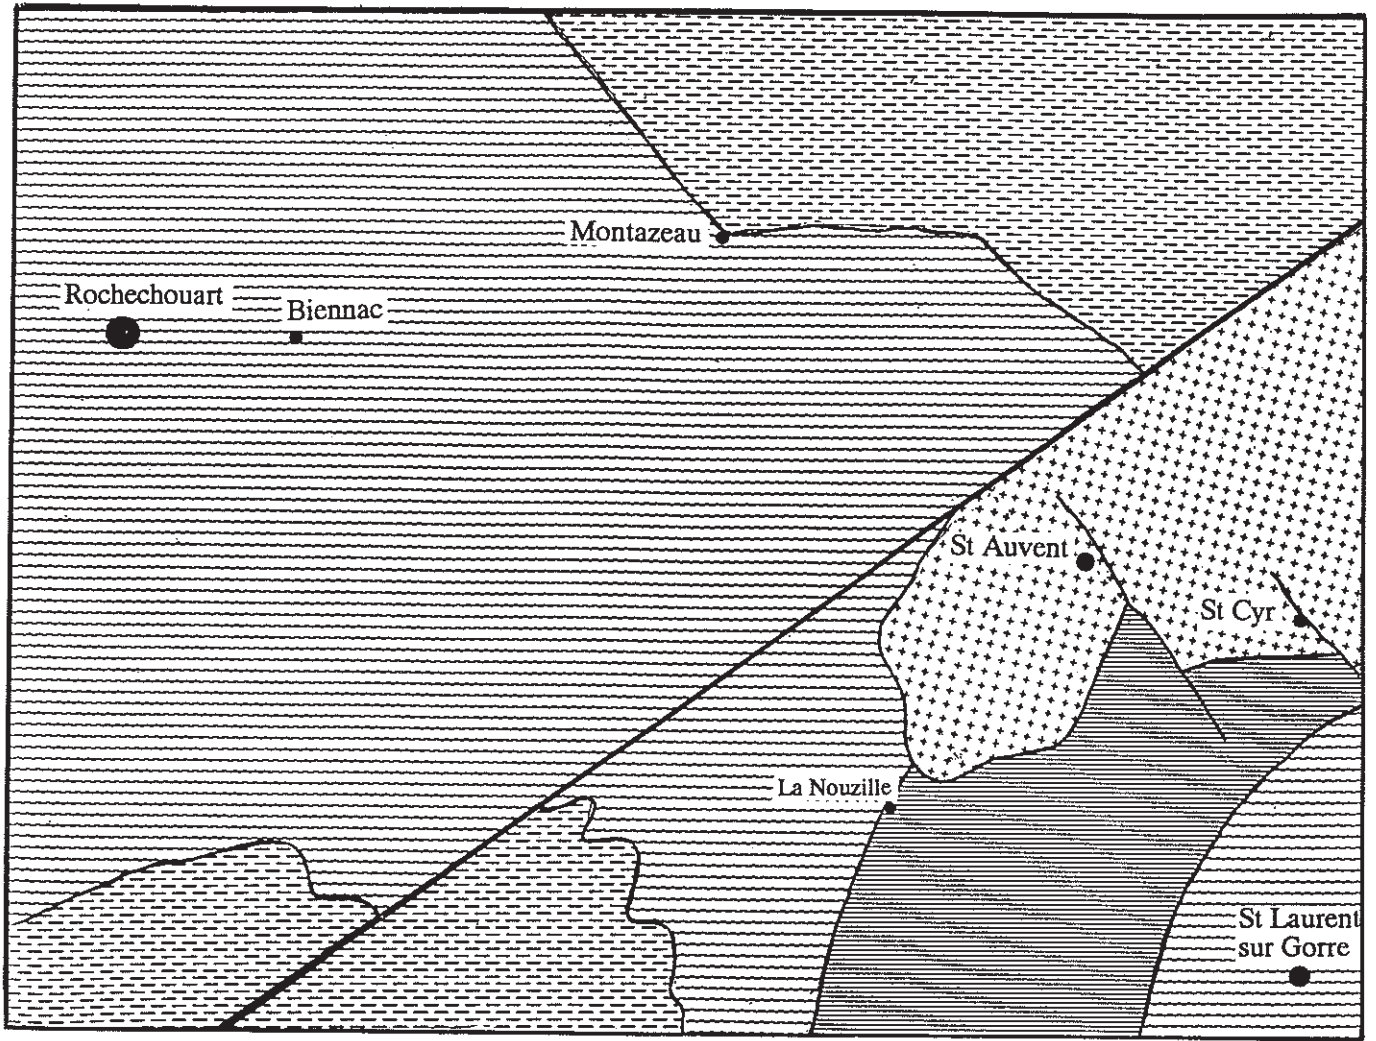 Montazeau
Rochechouart
Biennac
St Auvent
St Cyr
La Nouzille
St Laurent
sur Gorre